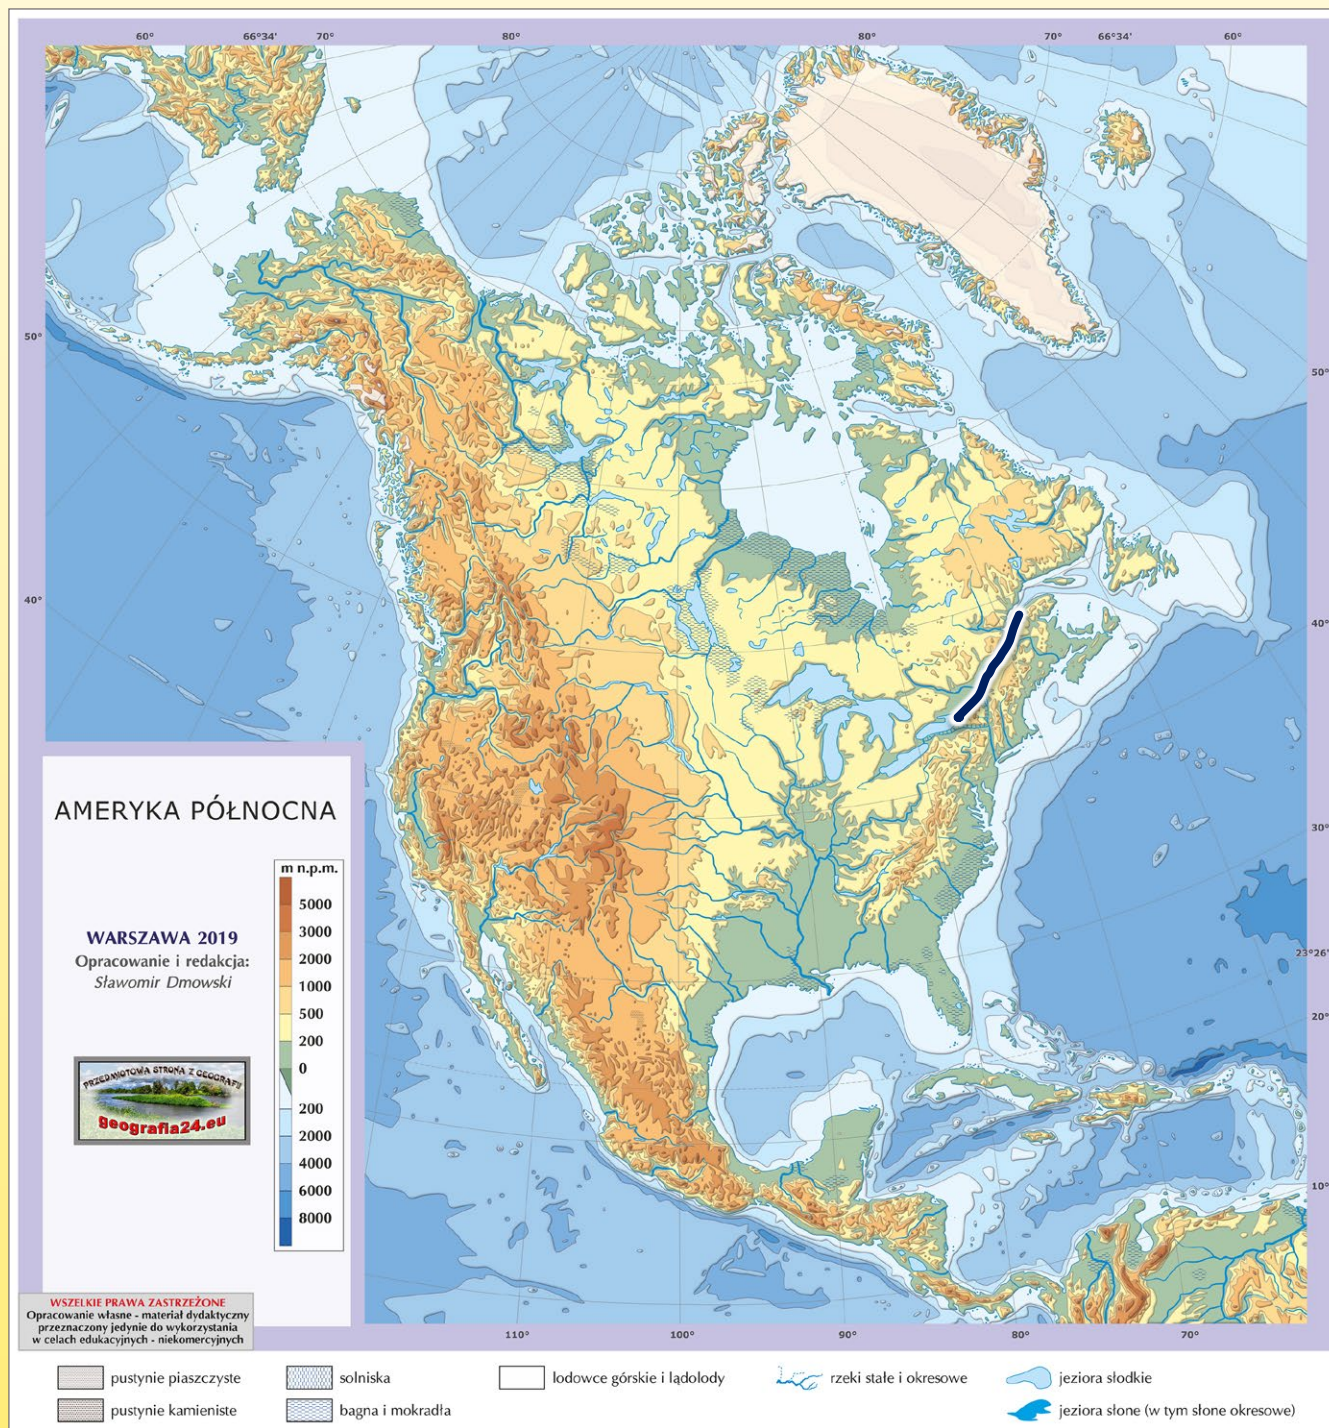 60° 66°34' 70° 80° 80° 70° 66°34' 60°
50°
50°
40°
40°
30°
23°26'
20°
10°
AMERYKA PÓŁNOCNA
WARSZAWA 2019
Opracowanie i redakcja:
Sławomir Dmowski
PRZEDMIOTOWA STRONA Z GEOGRAFII
geografia24.eu
m n.p.m.
5000
3000
2000
1000
500
200
0
200
2000
4000
6000
8000
WSZELKIE PRAWA ZASTRZEŻONE
Opracowanie własne - materiał dydaktyczny
przeznaczony jedynie do wykorzystania
w celach edukacyjnych - niekomercyjnych
110° 100° 90° 80° 70°
pustynie piaszczyste
solniska
lodowce górskie i lądolody
rzeki stałe i okresowe
jeziora słodkie
pustynie kamieniste
bagna i mokradła
jeziora słone (w tym słone okresowe)